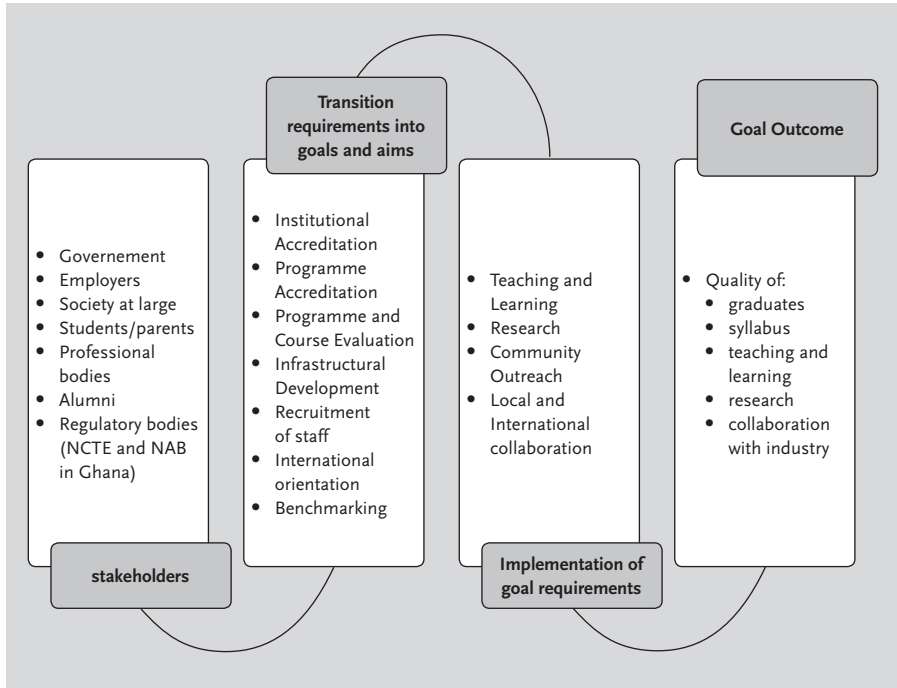 Transition
requirements into
goals and aims
Goal Outcome
• Governement
• Employers
• Society at large
• Students/parents
• Professional
bodies
• Alumni
• Regulatory bodies
(NCTE and NAB
in Ghana)
stakeholders
• Institutional
Accreditation
• Programme
Accreditation
• Programme and
Course Evaluation
• Infrastructural
Development
• Recruitment
of staff
• International
orientation
• Benchmarking
• Teaching and
Learning
• Research
• Community
Outreach
• Local and
International
collaboration
Implementation of
goal requirements
• Quality of:
• graduates
• syllabus
• teaching and
learning
• research
• collaboration
with industry